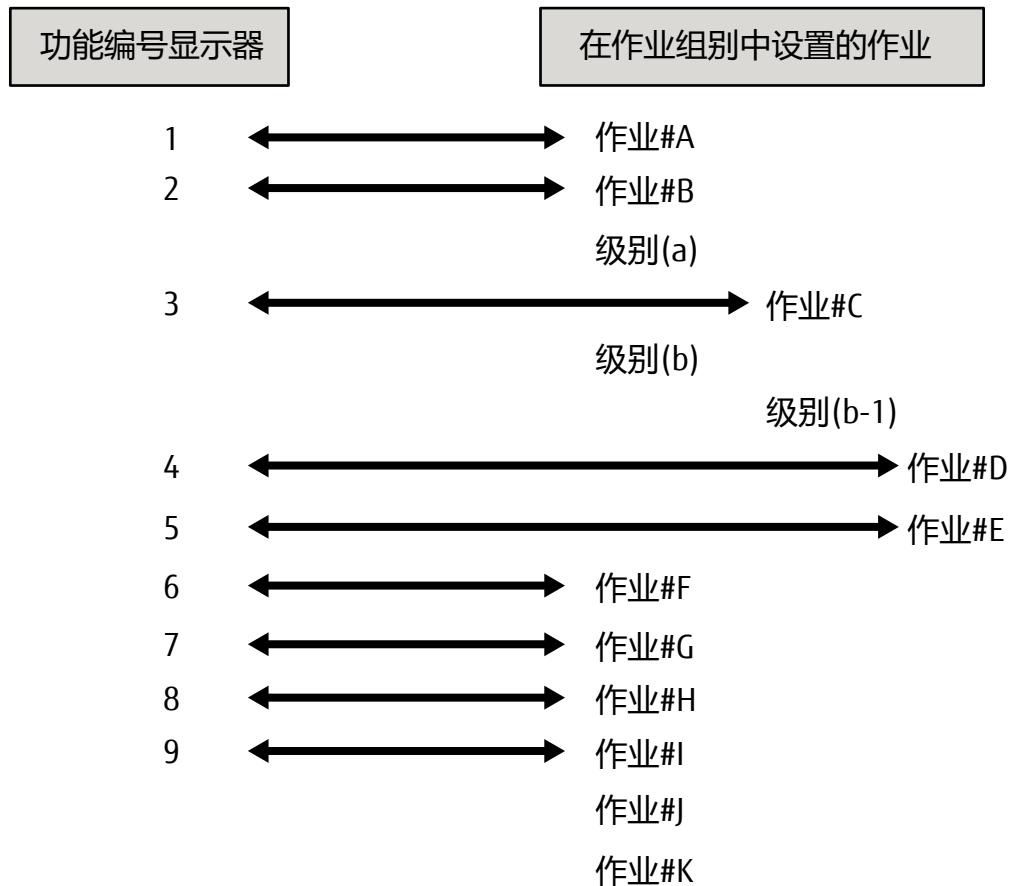 功能编号显示器 在作业组别中设置的作业
1 作业#A
2 作业#B
级别(a)
3 作业#C
级别(b)
级别(b-1)
4 作业#D
5 作业#E
6 作业#F
7 作业#G
8 作业#H
9 作业#I
作业#J
作业#K